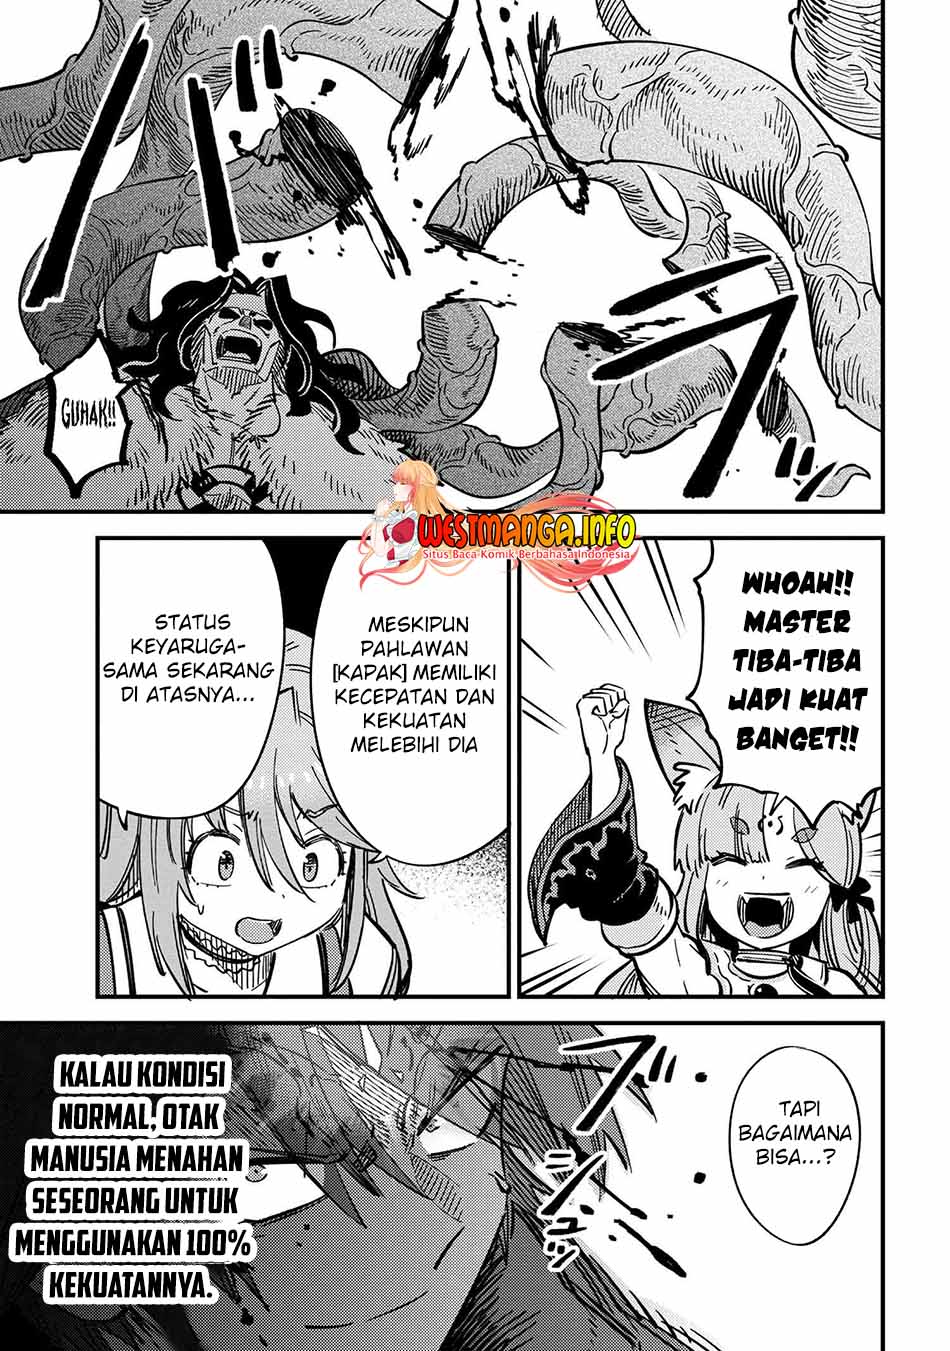 GUHAK!!
WESTMANGA.INFO
Situs Baca Komik Berbahasa Indonesia
WHOAH!!
MASTER
TIBA-TIBA
JADI KUAT
BANGET!!
MESKIPUN
PAHLAWAN
[KAPAK] MEMILIKI
KECEPATAN DAN
KEKUATAN
MELEBIHI DIA
STATUS
KEYARUGA-
SAMA SEKARANG
DI ATASNYA...
TAPI
BAGAIMANA
BISA...?
KALAU KONDISI
NORMAL, OTAK
MANUSIA MENAHAN
SESEORANG UNTUK
MENGGUNAKAN 100%
KEKUATANNYA.